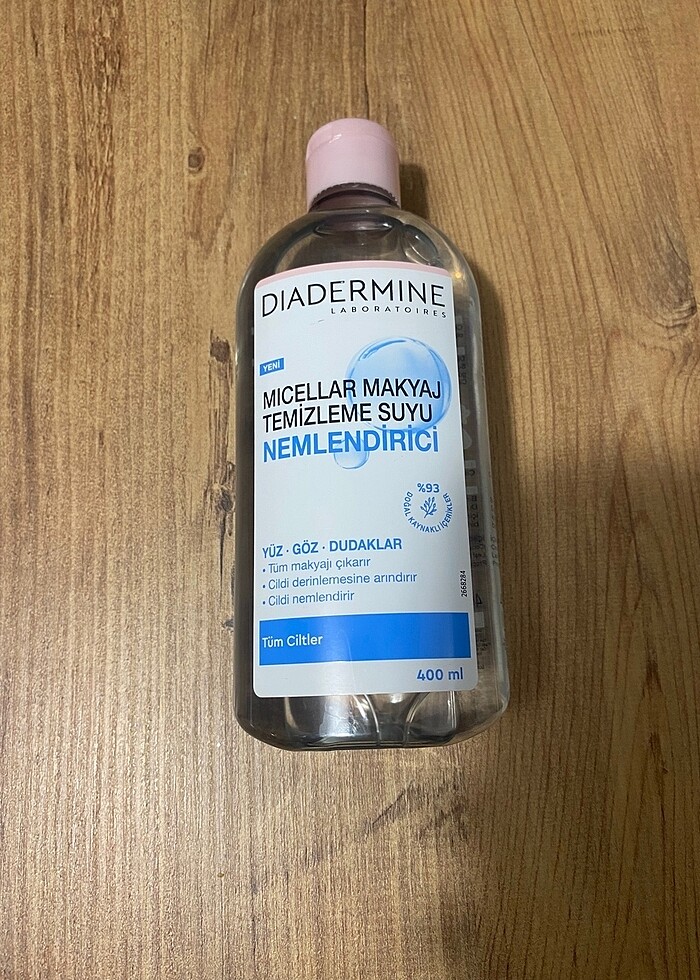 DIADERMINE
LABORATOIRES
YENİ
MICELLAR MAKYAJ
TEMİZLEME SUYU
NEMLENDİRİCİ
%93
DOĞAL KAYNAKLI İÇERİKLER
YÜZ · GÖZ · DUDAKLAR
• Tüm makyajı çıkarır
• Cildi derinlemesine arındırır
• Cildi nemlendirir
2668284
Tüm Ciltler
400 ml